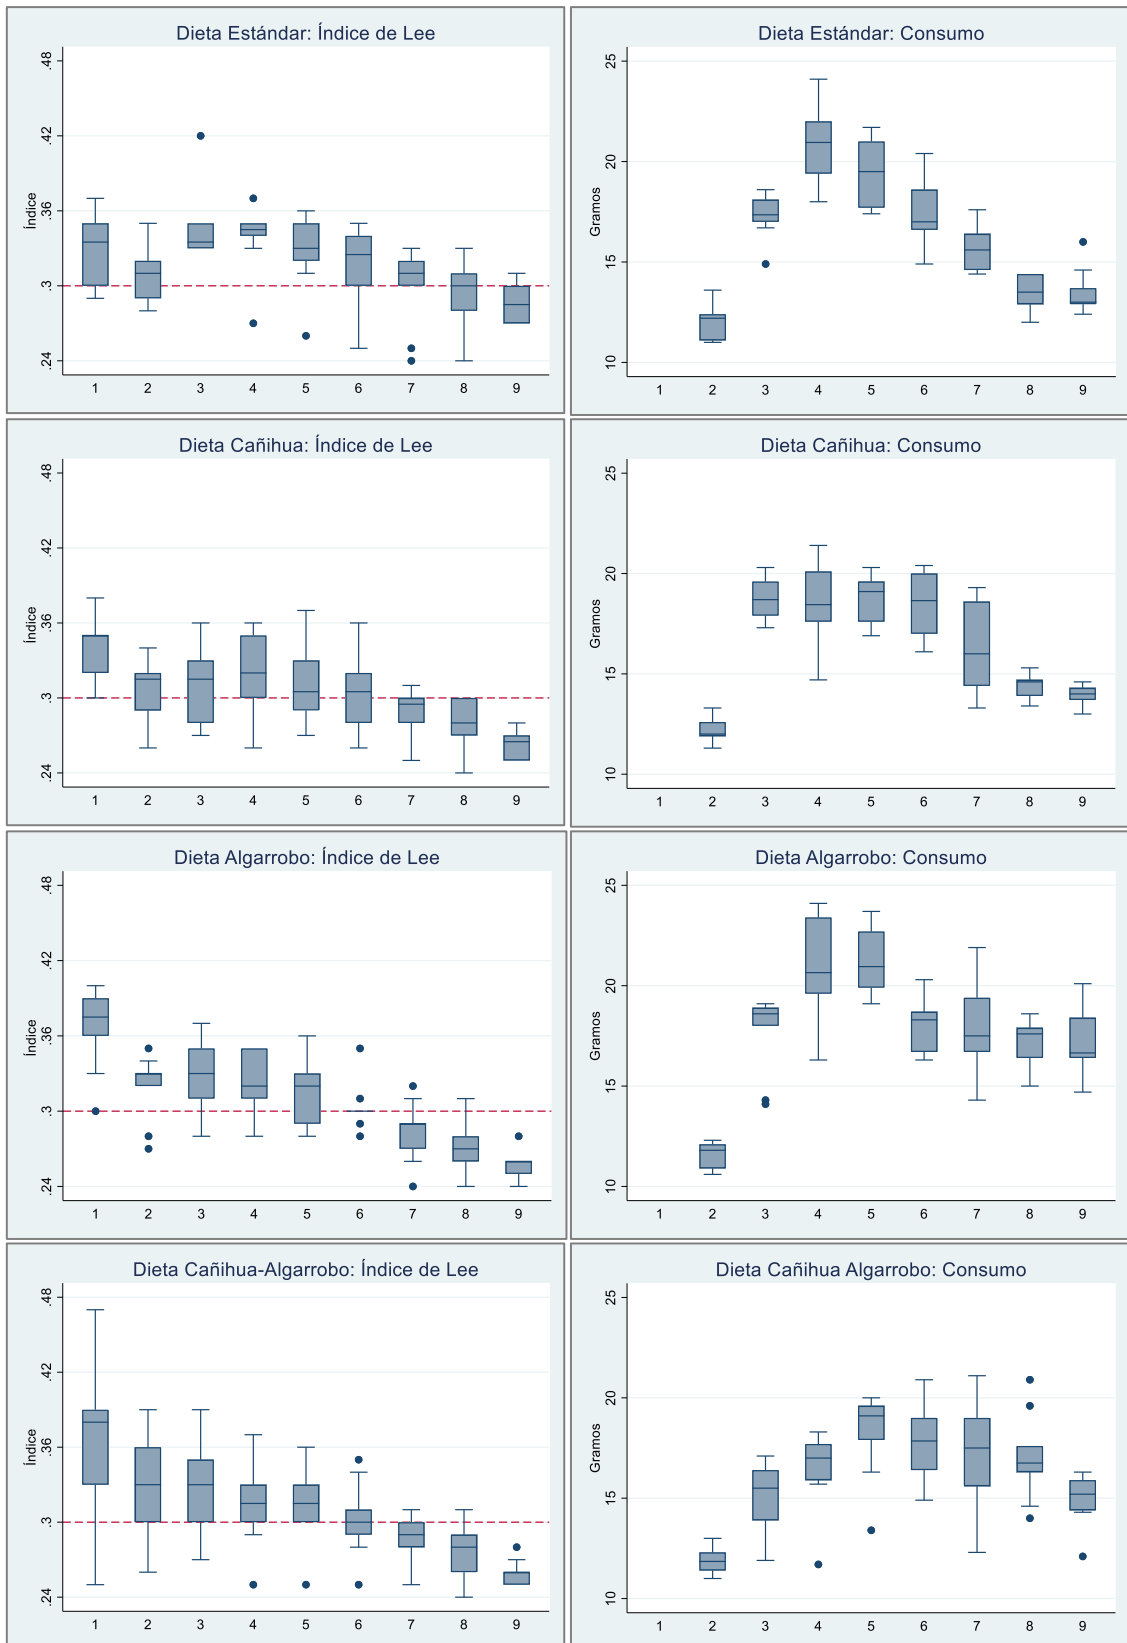 Dieta Estándar: Índice de Lee
Índice
.48
.42
.36
.3
.24
1 2 3 4 5 6 7 8 9
Dieta Estándar: Consumo
Gramos
25
20
15
10
1 2 3 4 5 6 7 8 9
Dieta Cañihua: Índice de Lee
Índice
.48
.42
.36
.3
.24
1 2 3 4 5 6 7 8 9
Dieta Cañihua: Consumo
Gramos
25
20
15
10
1 2 3 4 5 6 7 8 9
Dieta Algarrobo: Índice de Lee
Índice
.48
.42
.36
.3
.24
1 2 3 4 5 6 7 8 9
Dieta Algarrobo: Consumo
Gramos
25
20
15
10
1 2 3 4 5 6 7 8 9
Dieta Cañihua-Algarrobo: Índice de Lee
Índice
.48
.42
.36
.3
.24
1 2 3 4 5 6 7 8 9
Dieta Cañihua Algarrobo: Consumo
Gramos
25
20
15
10
1 2 3 4 5 6 7 8 9